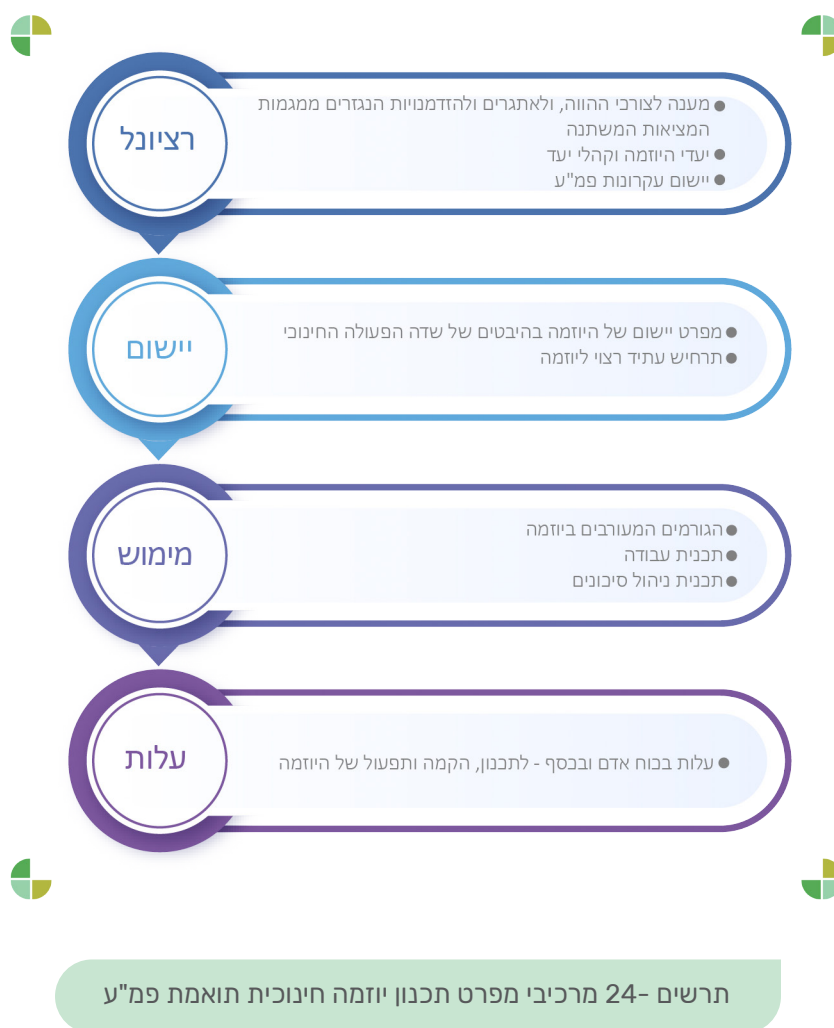 רציונל
● מענה לצורכי ההווה, ולאתגרים ולהזדמנויות הנגזרים ממגמות
המציאות המשתנה
● יעדי היוזמה וקהלי יעד
● יישום עקרונות פמ"ע
יישום
● מפרט יישום של היוזמה בהיבטים של שדה הפעולה החינוכי
● תרחיש עתיד רצוי ליוזמה
מימוש
● הגורמים המעורבים ביוזמה
● תכנית עבודה
● תכנית ניהול סיכונים
עלות
● עלות בכוח אדם ובכסף - לתכנון, הקמה ותפעול של היוזמה
תרשים -24 מרכיבי מפרט תכנון יוזמה חינוכית תואמת פמ"ע